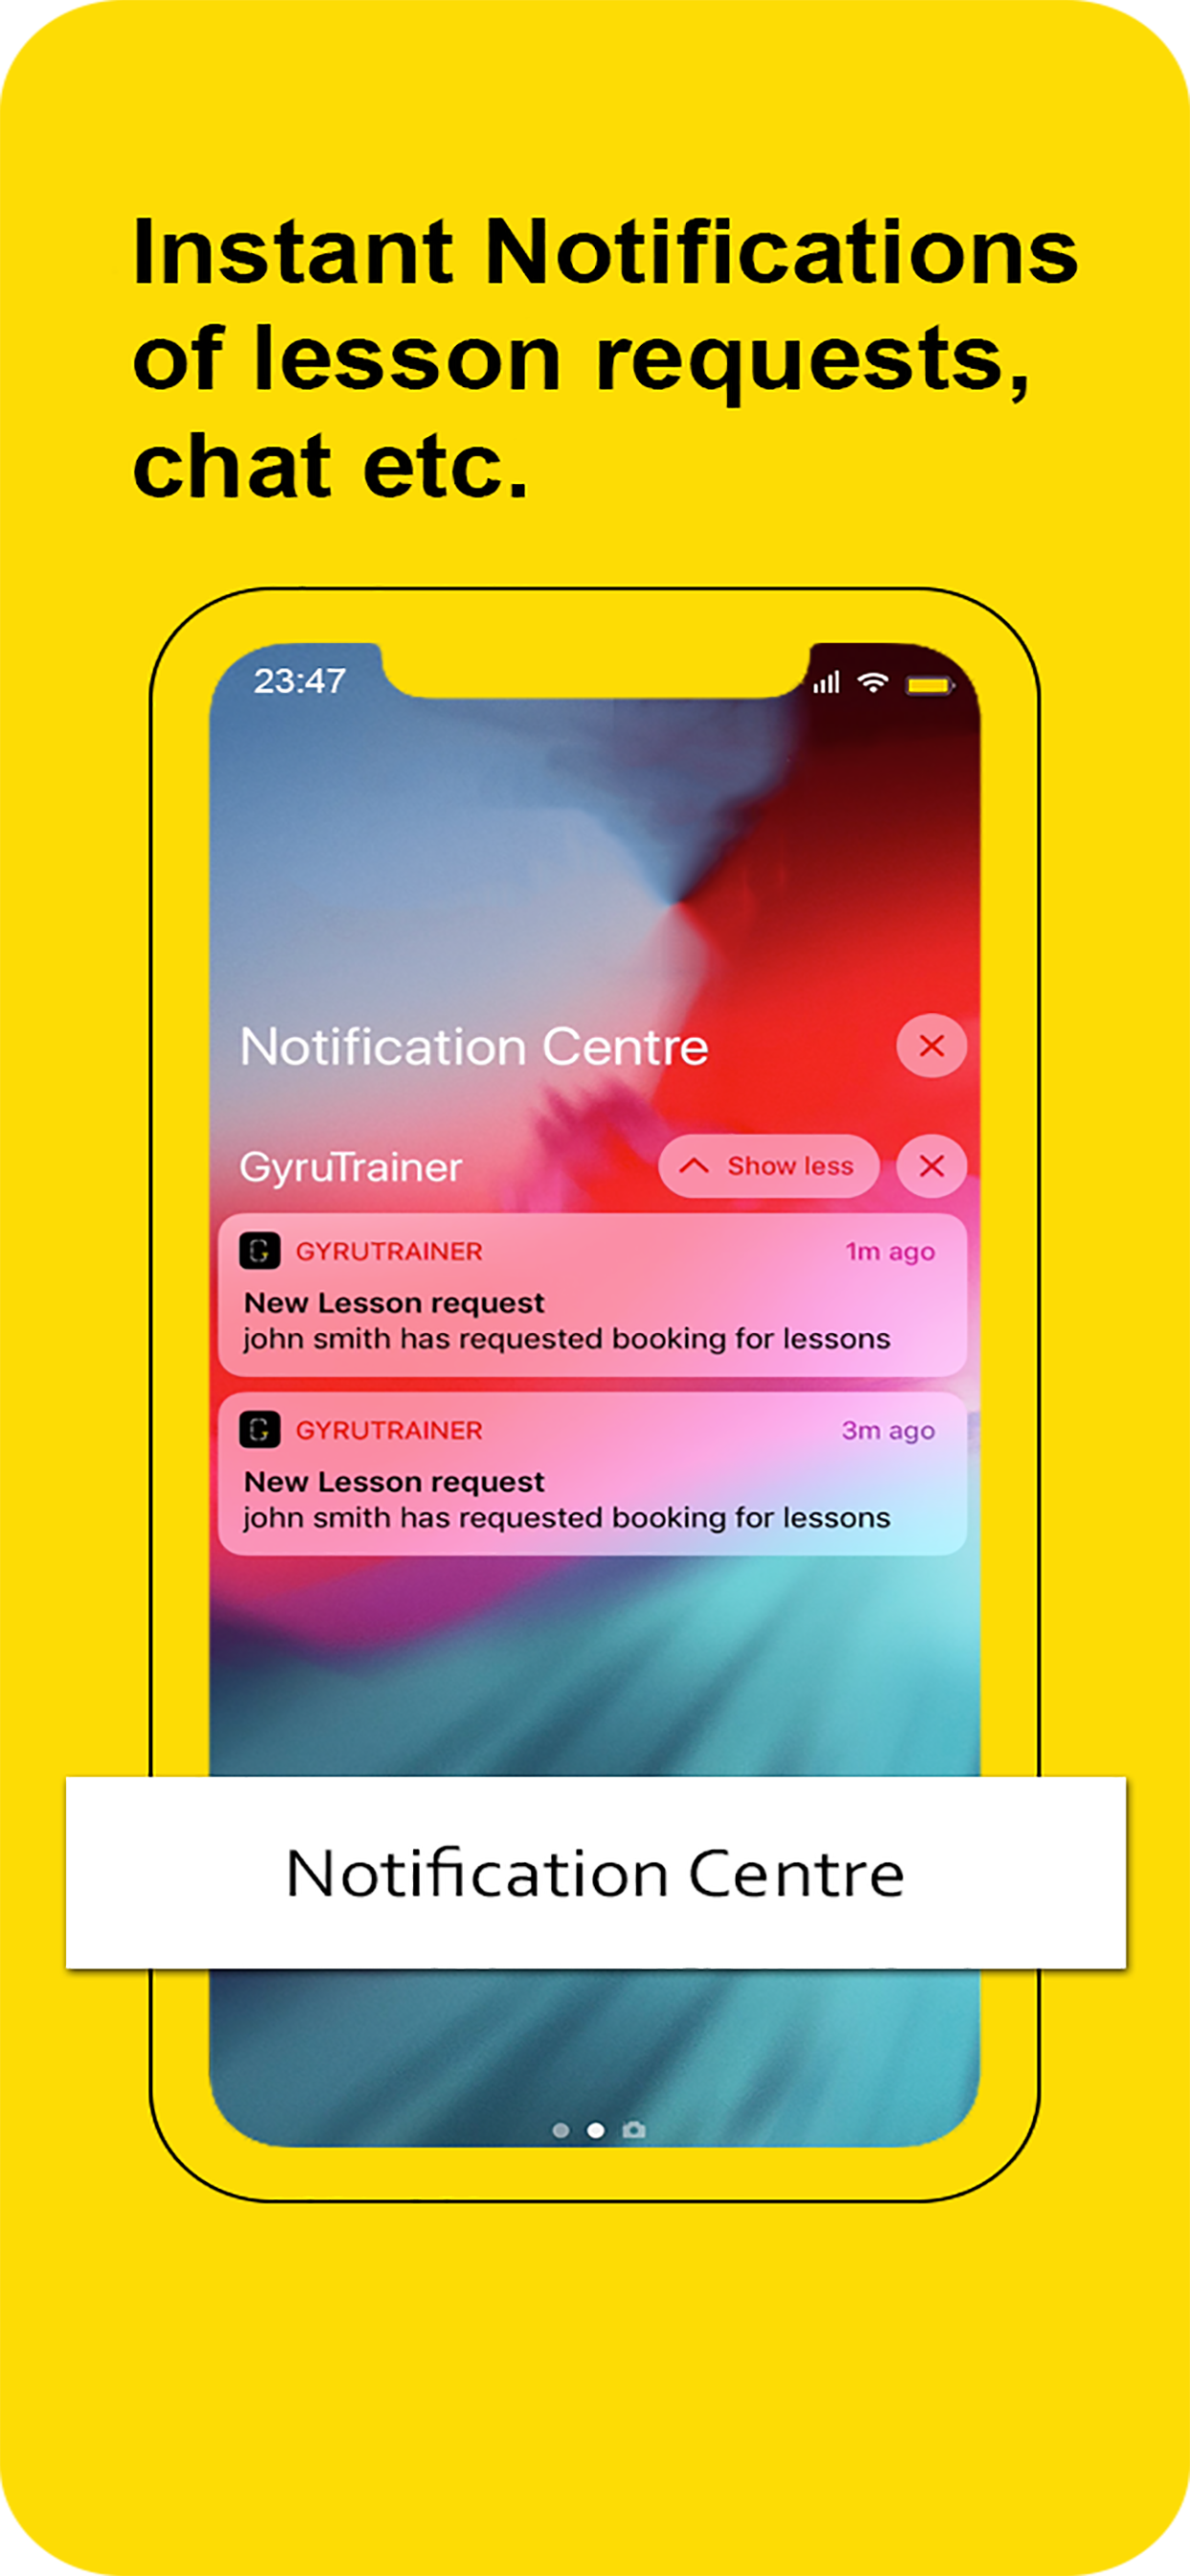 Instant Notifications
of lesson requests,
chat etc.
23:47
Notification Centre
GyruTrainer
Show less
GYRUTRAINER
1m ago
New Lesson request
john smith has requested booking for lessons
GYRUTRAINER
3m ago
New Lesson request
john smith has requested booking for lessons
Notification Centre